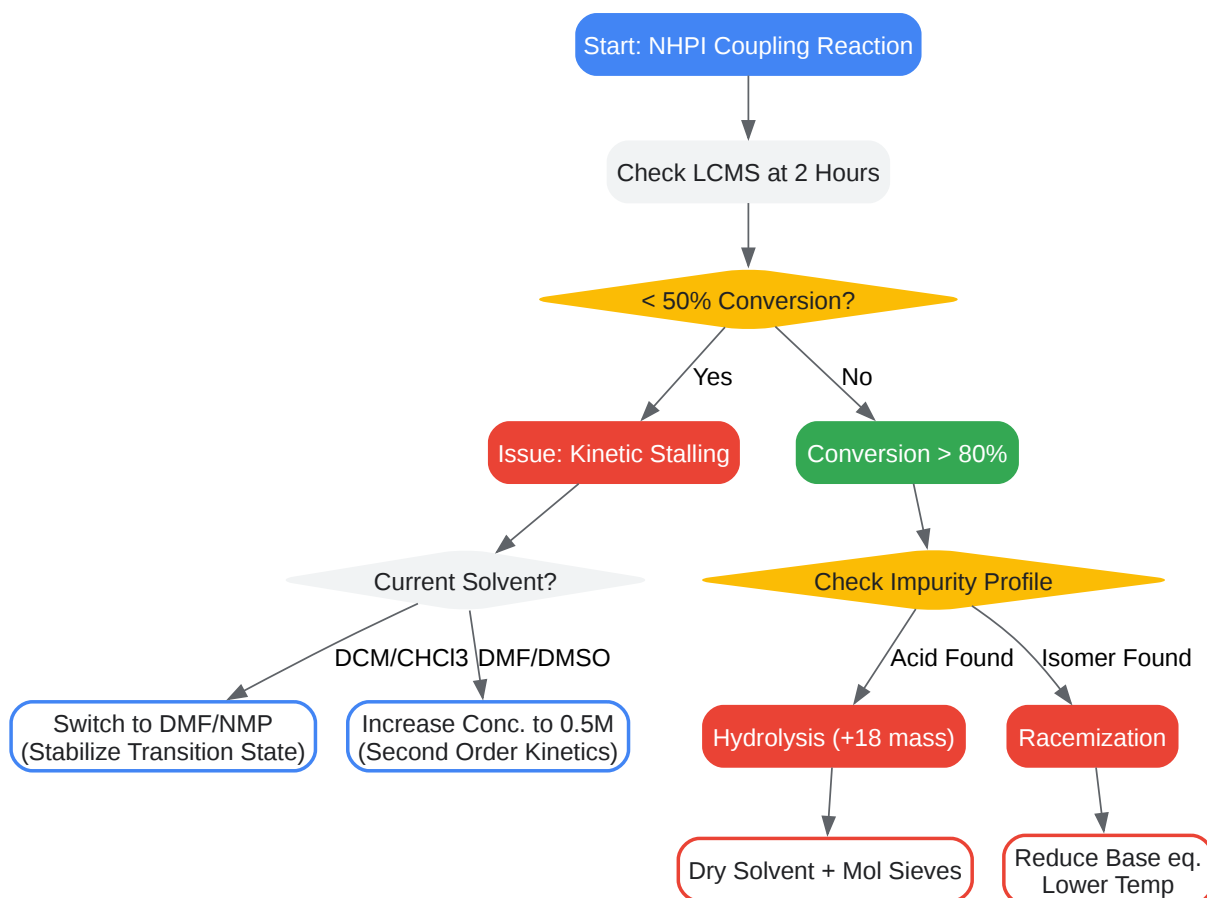 Start: NHPI Coupling Reaction
Check LCMS at 2 Hours
< 50% Conversion?
Yes
No
Issue: Kinetic Stalling
Conversion > 80%
Current Solvent?
Check Impurity Profile
DCM/CHCl3
DMF/DMSO
Acid Found
Isomer Found
Switch to DMF/NMP
(Stabilize Transition State)
Increase Conc. to 0.5M
(Second Order Kinetics)
Hydrolysis (+18 mass)
Racemization
Dry Solvent + Mol Sieves
Reduce Base eq.
Lower Temp